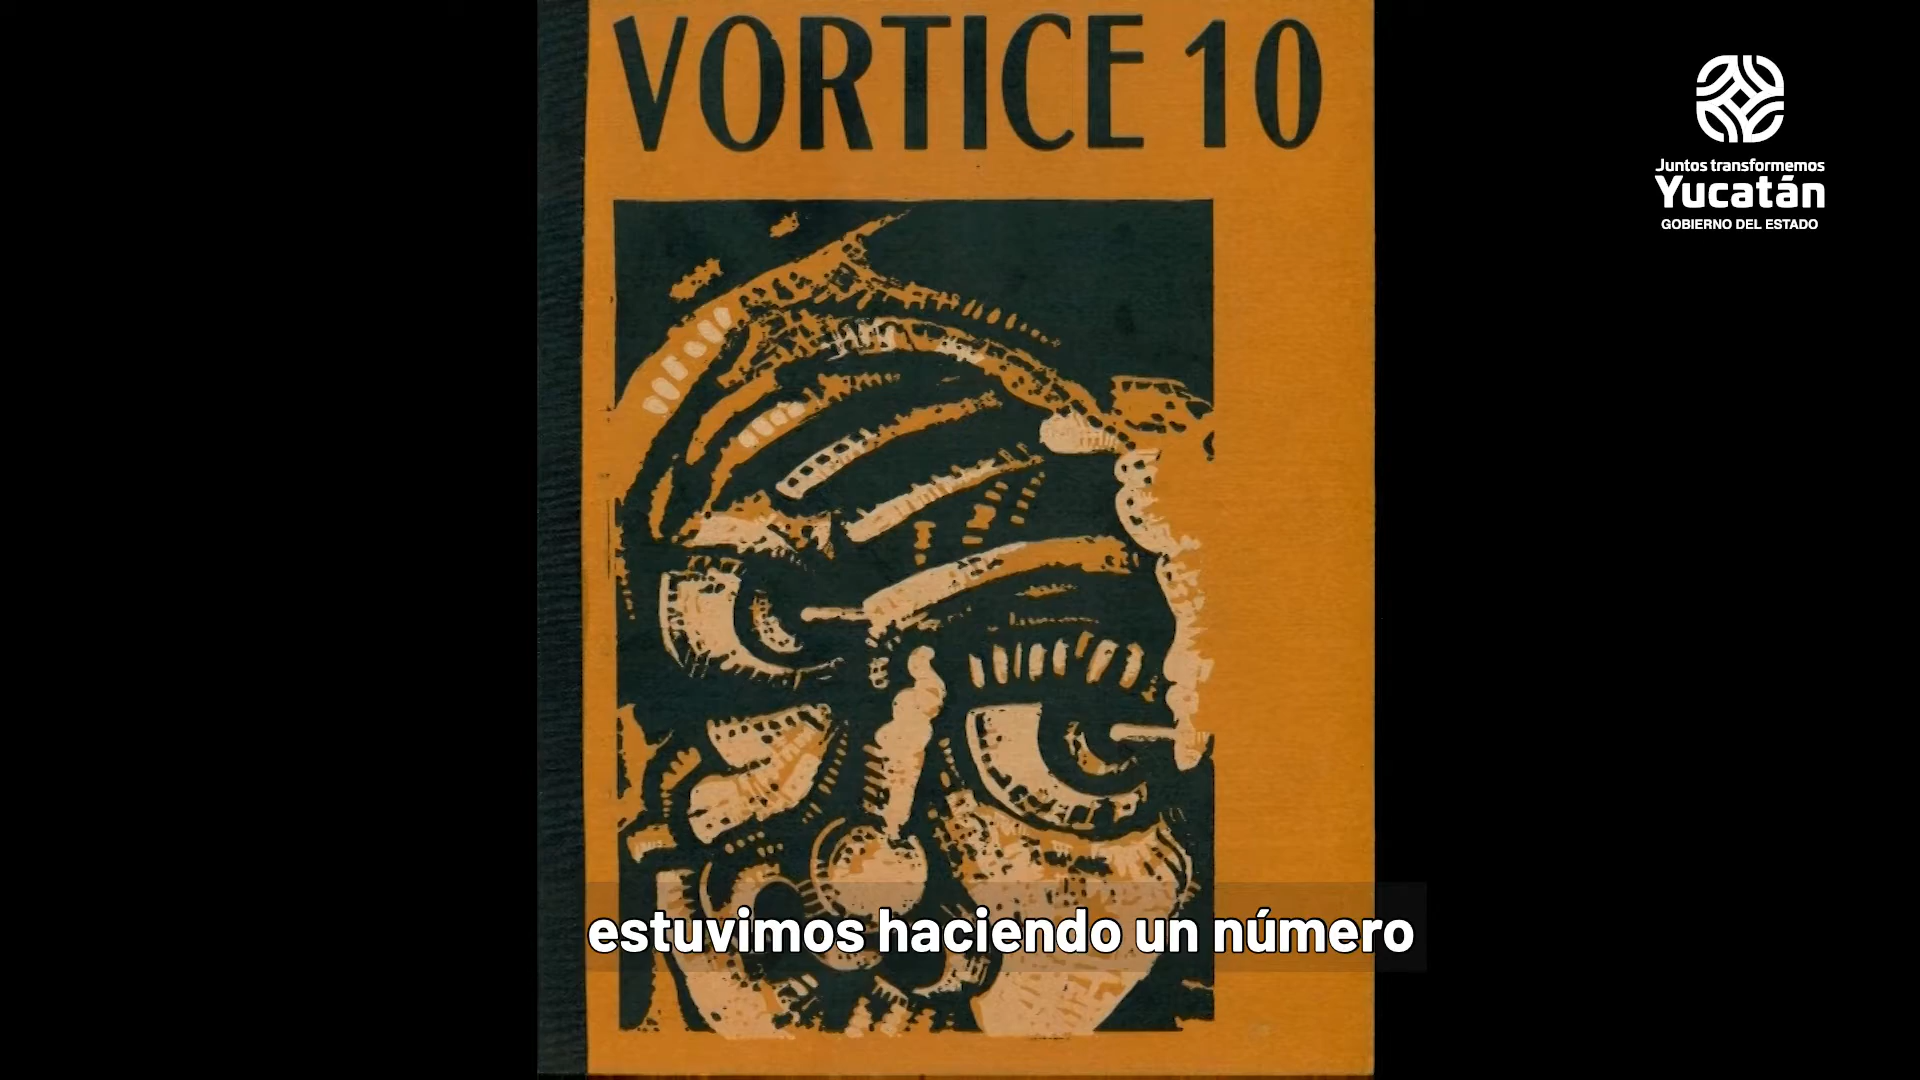 VORTICE 10
Juntos transformemos
Yucatán
GOBIERNO DEL ESTADO
estuvimos haciendo un número